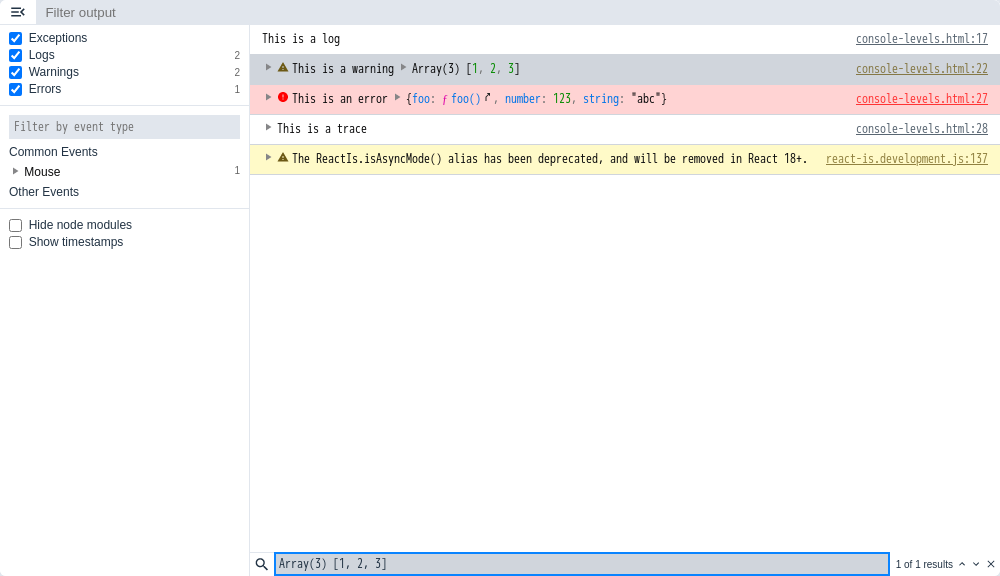 Filter output
Exceptions
Logs 2
Warnings 2
Errors 1
Filter by event type
Common Events
Mouse 1
Other Events
Hide node modules
Show timestamps
This is a log console-levels.html:17
This is a warning Array(3) [1, 2, 3] console-levels.html:22
This is an error {foo: ƒ foo(), number: 123, string: "abc"} console-levels.html:27
This is a trace console-levels.html:28
The ReactIs.isAsyncMode() alias has been deprecated, and will be removed in React 18+. react-is.development.js:137
Array(3) [1, 2, 3] 1 of 1 results